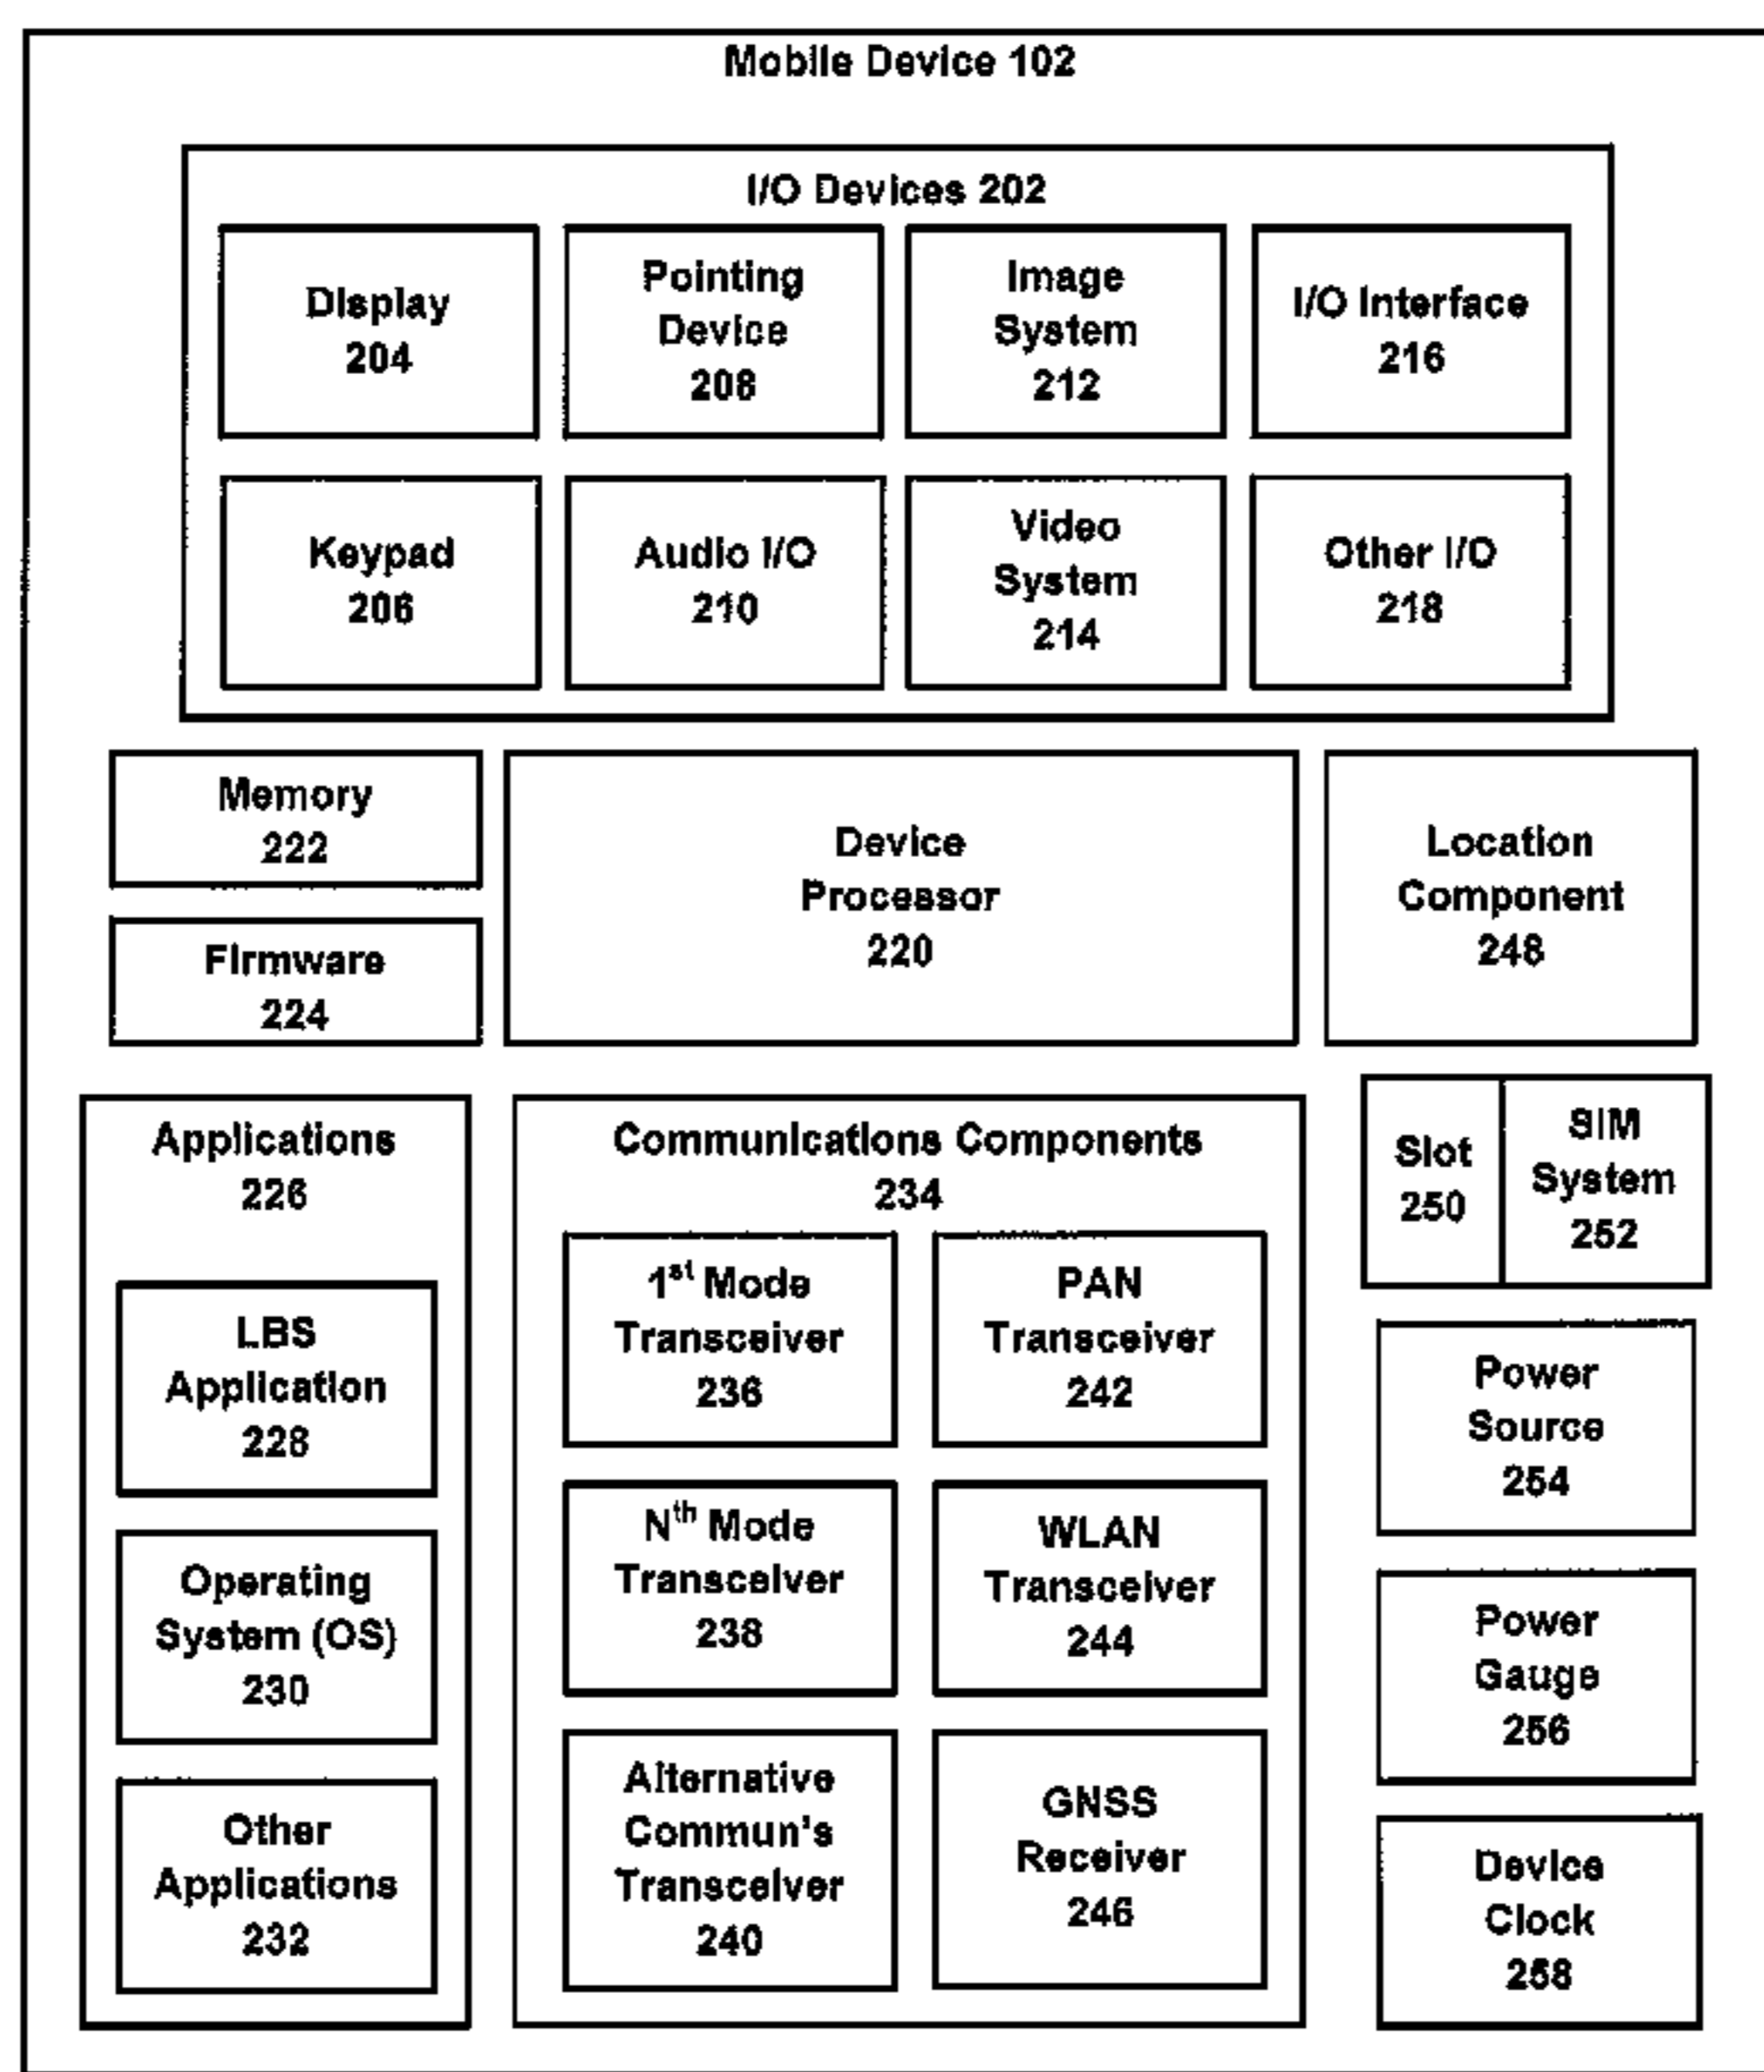 Mobile Device 102
I/O Devices 202
Display
204
Pointing
Device
208
Image
System
212
I/O Interface
216
Keypad
206
Audio I/O
210
Video
System
214
Other I/O
218
Memory
222
Firmware
224
Device
Processor
220
Location
Component
248
Applications
226
LBS
Application
228
Operating
System (OS)
230
Other
Applications
232
Communications Components
234
1st Mode
Transceiver
236
PAN
Transceiver
242
Nth Mode
Transceiver
238
WLAN
Transceiver
244
Alternative
Commun's
Transceiver
240
GNSS
Receiver
246
Slot
250
SIM
System
252
Power
Source
254
Power
Gauge
256
Device
Clock
258